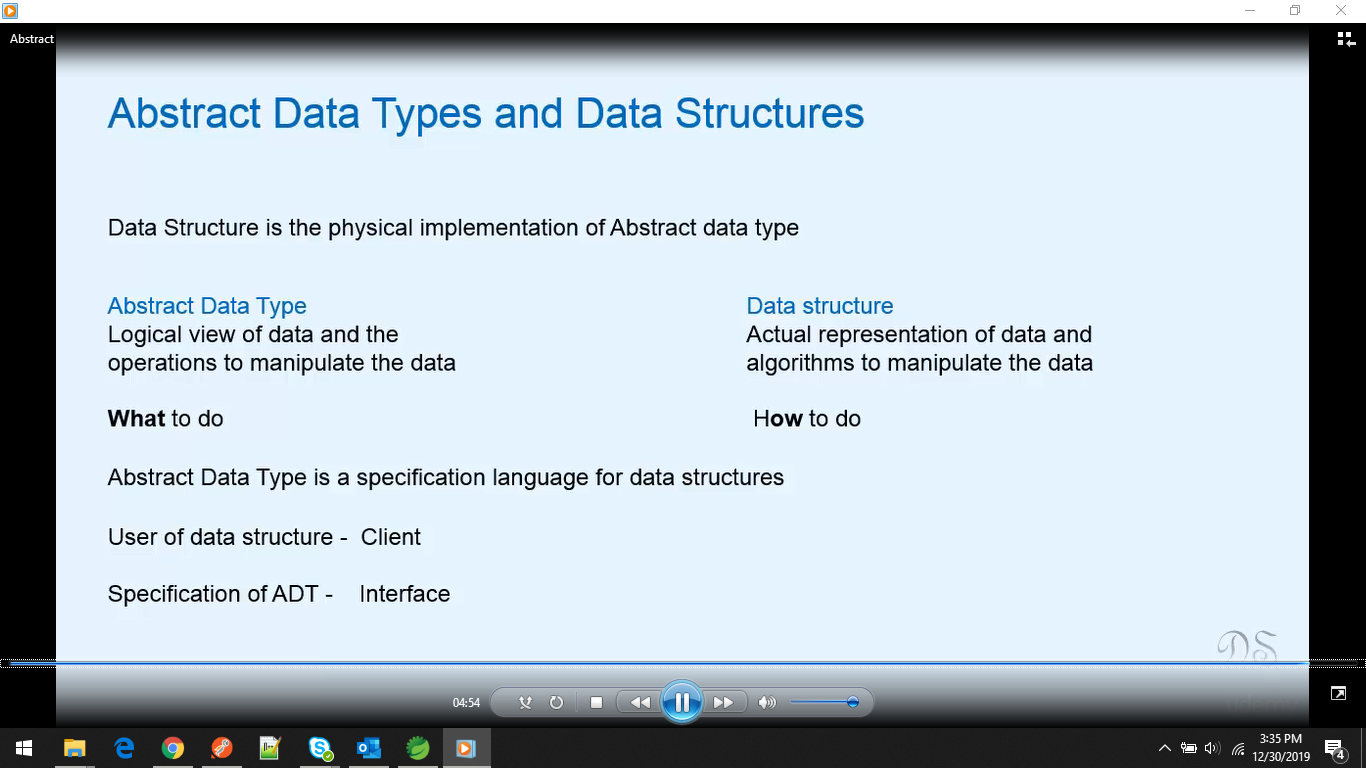 Abstract
Abstract Data Types and Data Structures
Data Structure is the physical implementation of Abstract data type
Abstract Data Type
Logical view of data and the
operations to manipulate the data
What to do
Data structure
Actual representation of data and
algorithms to manipulate the data
How to do
Abstract Data Type is a specification language for data structures
User of data structure - Client
Specification of ADT - Interface
DS
04:54
3:35 PM
12/30/2019
4